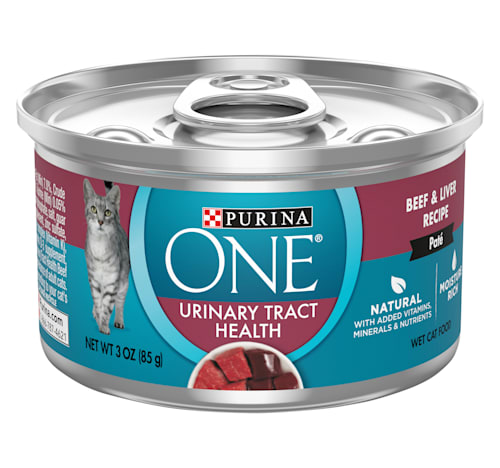 PURINA
ONE®
URINARY TRACT
HEALTH
NET WT 3 OZ (85g)
BEEF & LIVER
RECIPE
Paté
NATURAL
WITH ADDED VITAMINS,
MINERALS & NUTRIENTS
MOISTURE
RICH
WET CAT FOOD